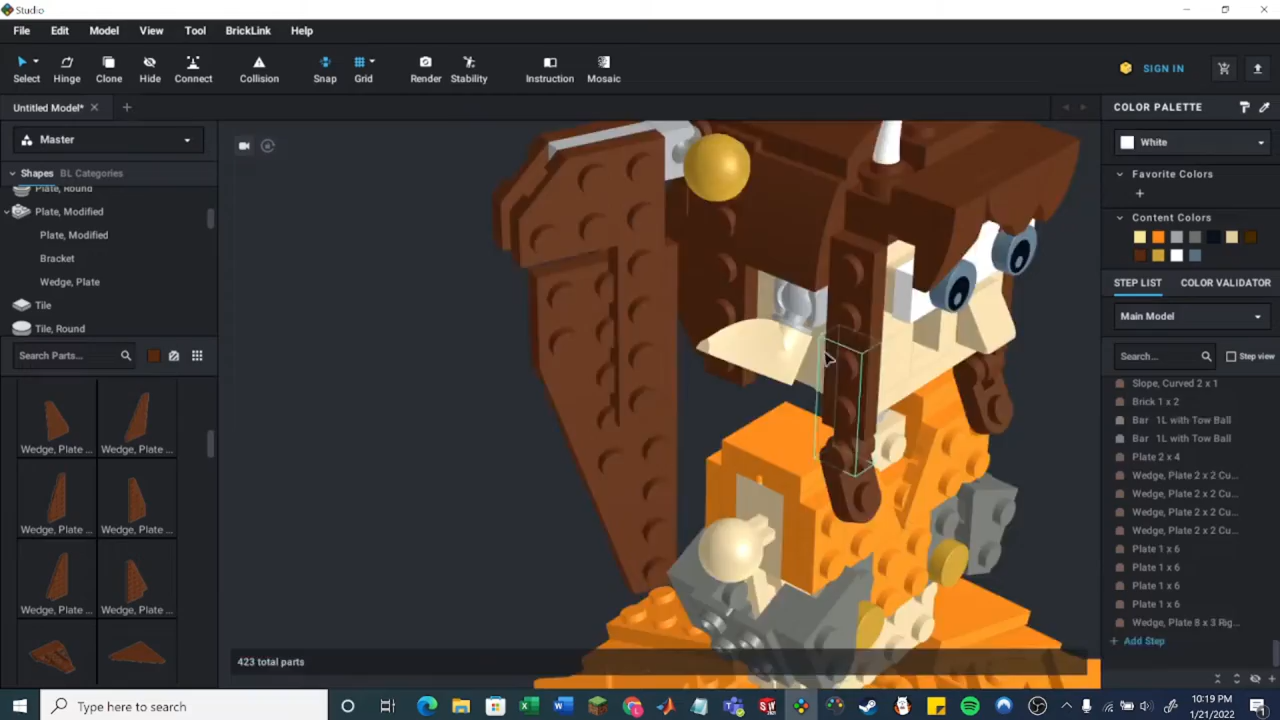 Studio
File Edit Model View Tool BrickLink Help
Select Hinge Clone Hide Connect Collision Snap Grid Render Stability Instruction Mosaic
SIGN IN
Untitled Model*
Master
Shapes BL Categories
Plate, Round
Plate, Modified
Plate, Modified
Bracket
Wedge, Plate
Tile
Tile, Round
Search Parts...
Wedge, Plate ... Wedge, Plate ...
Wedge, Plate ... Wedge, Plate ...
Wedge, Plate ... Wedge, Plate ...
423 total parts
COLOR PALETTE
White
Favorite Colors
Content Colors
STEP LIST COLOR VALIDATOR
Main Model
Search... Step view
Slope, Curved 2 x 1
Brick 1 x 2
Bar 1L with Tow Ball
Bar 1L with Tow Ball
Plate 2 x 4
Wedge, Plate 2 x 2 Cu...
Wedge, Plate 2 x 2 Cu...
Wedge, Plate 2 x 2 Cu...
Wedge, Plate 2 x 2 Cu...
Plate 1 x 6
Plate 1 x 6
Plate 1 x 6
Plate 1 x 6
Wedge, Plate 8 x 3 Rig...
Add Step
Type here to search
10:19 PM
1/21/2022